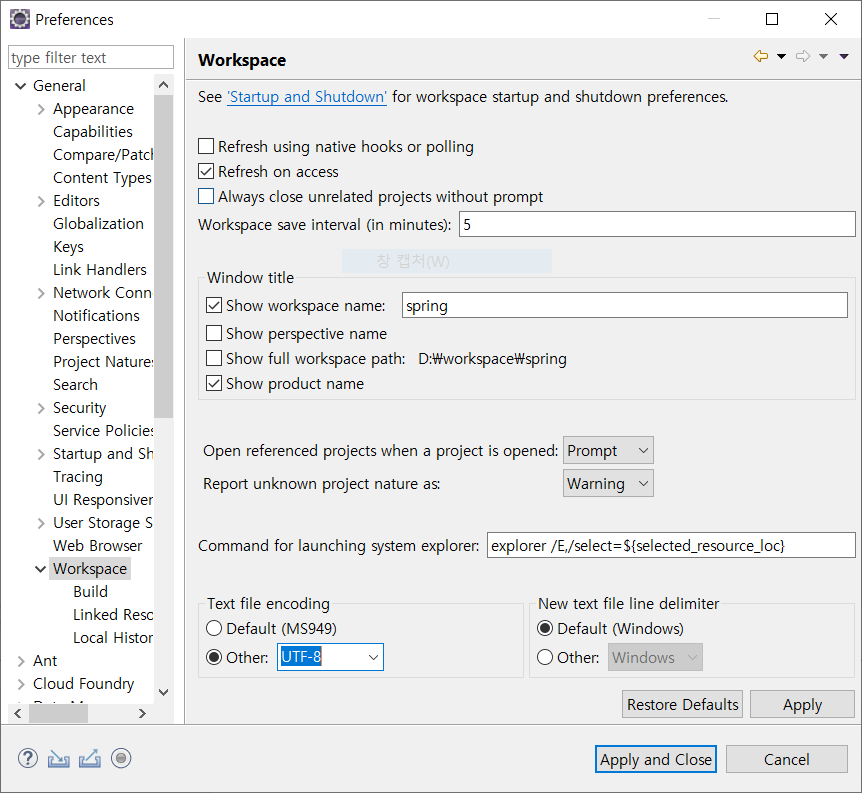 Preferences
type filter text
General
Appearance
Capabilities
Compare/Patch
Content Types
Editors
Globalization
Keys
Link Handlers
Network Conn
Notifications
Perspectives
Project Natures
Search
Security
Service Policies
Startup and Sh
Tracing
UI Responsiven
User Storage S
Web Browser
Workspace
Build
Linked Reso
Local Histor
Ant
Cloud Foundry
Workspace
See 'Startup and Shutdown' for workspace startup and shutdown preferences.
Refresh using native hooks or polling
Refresh on access
Always close unrelated projects without prompt
Workspace save interval (in minutes): 5
창 캡처(W)
Window title
Show workspace name: spring
Show perspective name
Show full workspace path: D:₩workspace₩spring
Show product name
Open referenced projects when a project is opened: Prompt
Report unknown project nature as: Warning
Command for launching system explorer: explorer /E,/select=${selected_resource_loc}
Text file encoding
Default (MS949)
Other: UTF-8
New text file line delimiter
Default (Windows)
Other: Windows
Restore Defaults
Apply
Apply and Close
Cancel